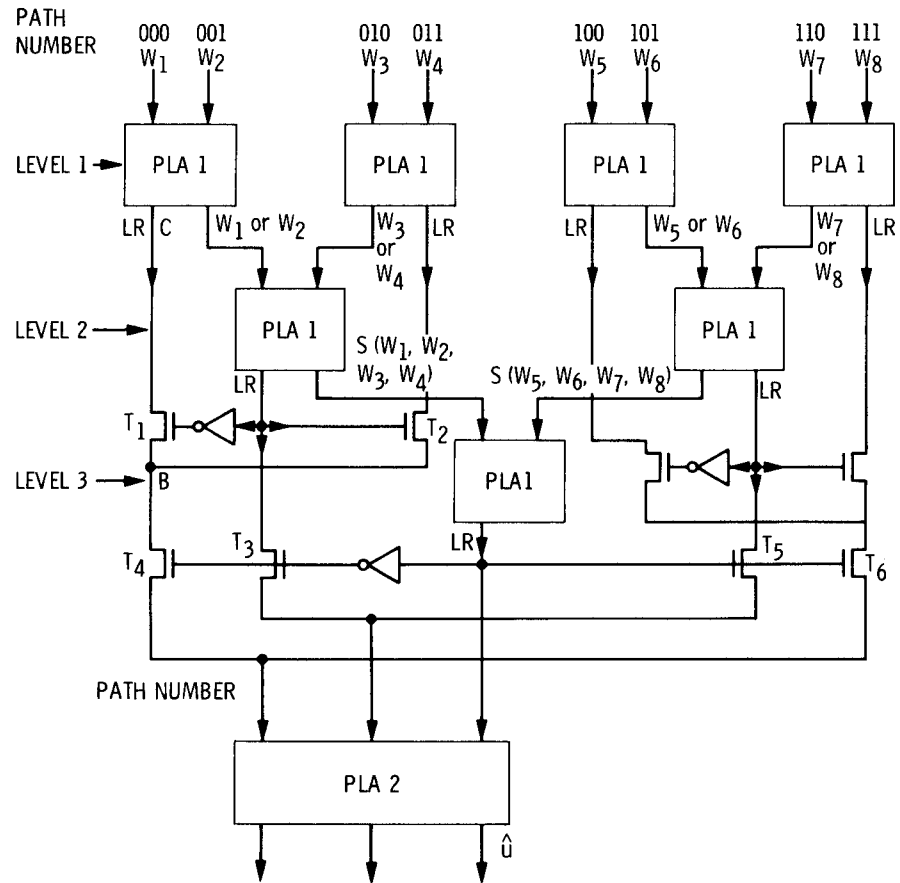 PATH
NUMBER
000 001 010 011 100 101 110 111
W1 W2 W3 W4 W5 W6 W7 W8
LEVEL 1
PLA 1 PLA 1 PLA 1 PLA 1
LR C W1 or W2 W3
or
W4 LR LR W5 or W6 W7
or
W8 LR
LEVEL 2
PLA 1 PLA 1
LR S (W1, W2,
W3, W4) S (W5, W6, W7, W8) LR
T1 T2
LEVEL 3
B
PLA1
LR
T4 T3 T5 T6
PATH NUMBER
PLA 2
û